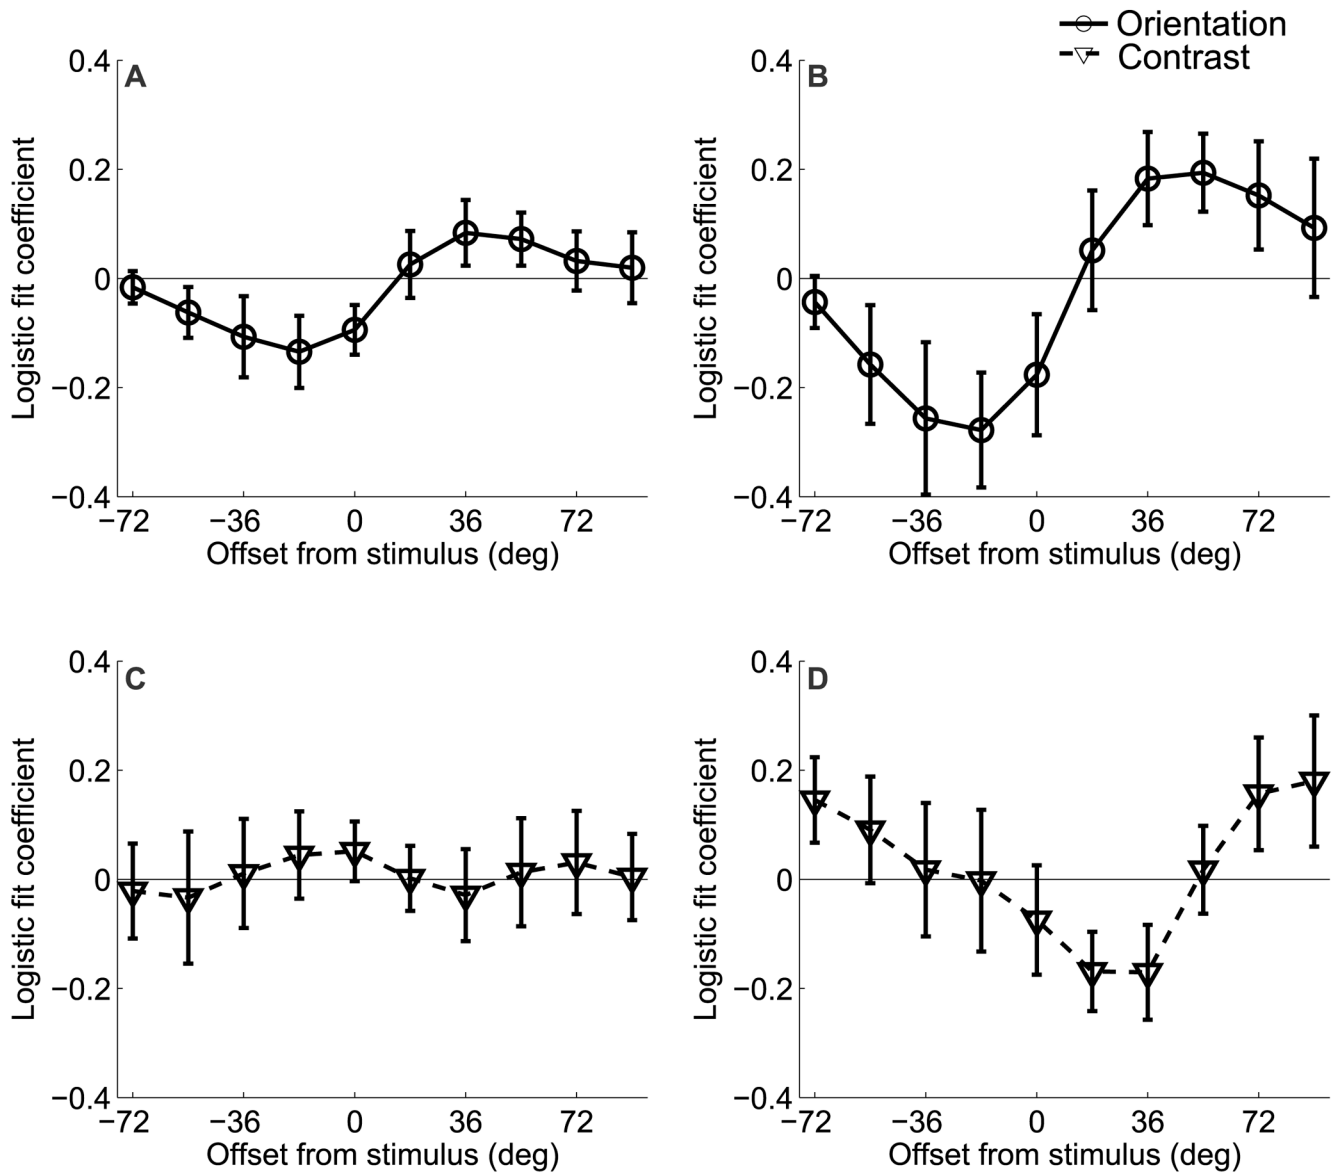 Orientation
Contrast
A
0.4
0.2
0
−0.2
−0.4
−72 −36 0 36 72
Logistic fit coefficient
Offset from stimulus (deg)
B
0.4
0.2
0
−0.2
−0.4
−72 −36 0 36 72
Logistic fit coefficient
Offset from stimulus (deg)
C
0.4
0.2
0
−0.2
−0.4
−72 −36 0 36 72
Logistic fit coefficient
Offset from stimulus (deg)
D
0.4
0.2
0
−0.2
−0.4
−72 −36 0 36 72
Logistic fit coefficient
Offset from stimulus (deg)